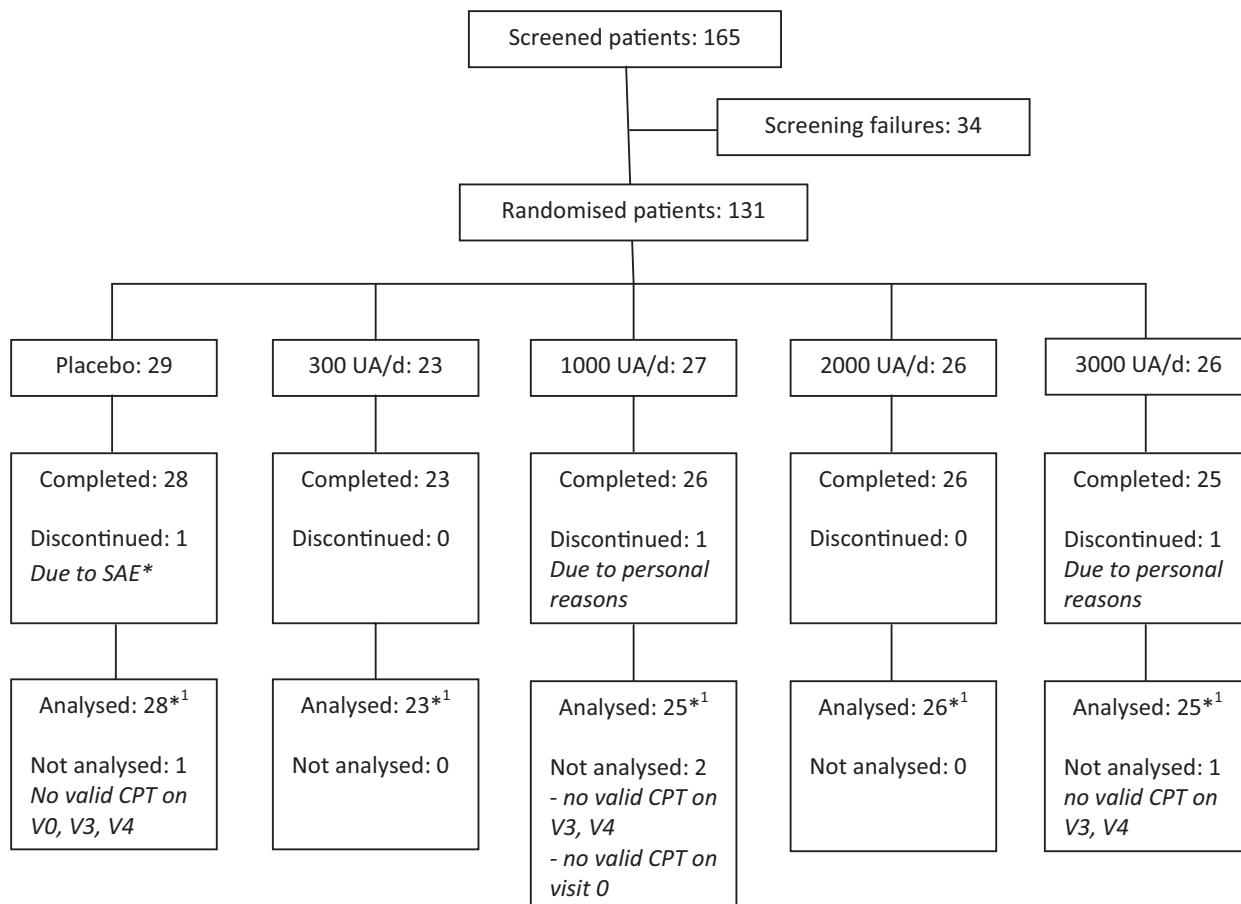 Screened patients: 165
Screening failures: 34
Randomised patients: 131
Placebo: 29
300 UA/d: 23
1000 UA/d: 27
2000 UA/d: 26
3000 UA/d: 26
Completed: 28
Discontinued: 1
Due to SAE*
Completed: 23
Discontinued: 0
Completed: 26
Discontinued: 1
Due to personal
reasons
Completed: 26
Discontinued: 0
Completed: 25
Discontinued: 1
Due to personal
reasons
Analysed: 28*1
Not analysed: 1
No valid CPT on
V0, V3, V4
Analysed: 23*1
Not analysed: 0
Analysed: 25*1
Not analysed: 2
- no valid CPT on
V3, V4
- no valid CPT on
visit 0
Analysed: 26*1
Not analysed: 0
Analysed: 25*1
Not analysed: 1
no valid CPT on
V3, V4